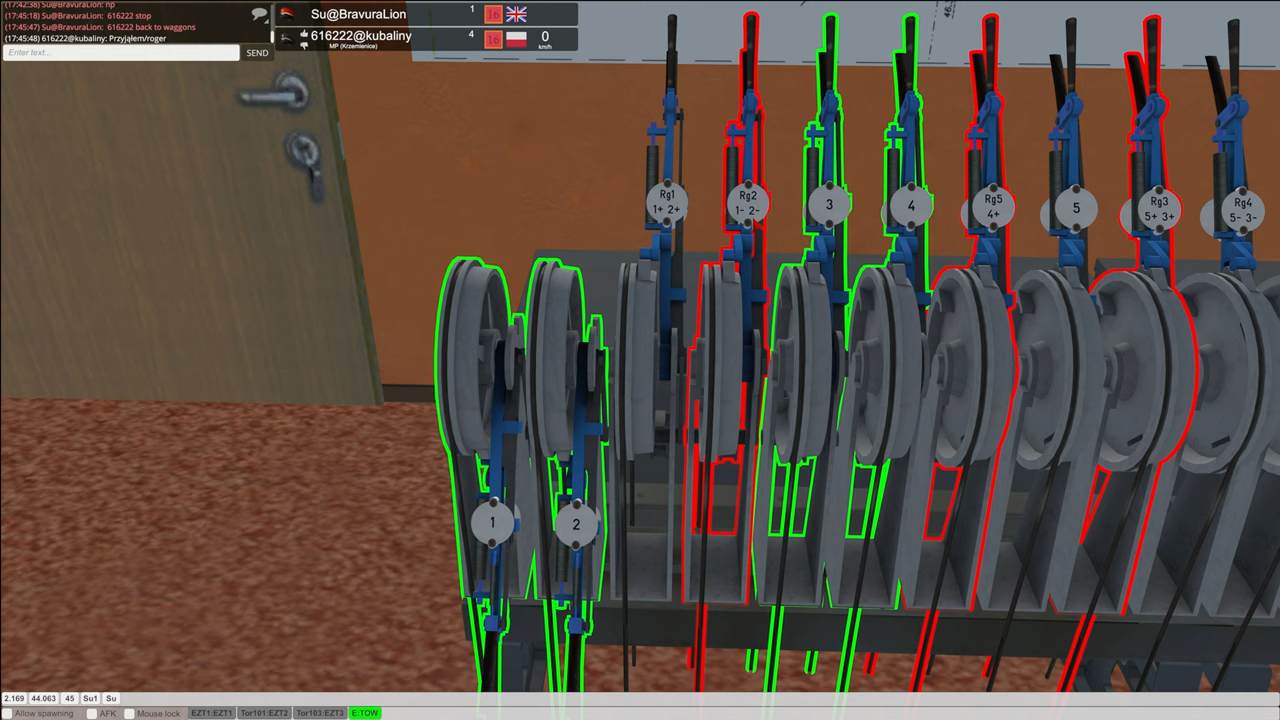 17:42:38) Su@BravuraLion: np
17:45:18) Su@BravuraLion: 616222 stop
(17:45:47) Su@BravuraLion: 616222 back to waggons
(17:45:48) 616222@kubaliny: Przyjąłem/roger
Enter text...
SEND
Su@BravuraLion
1
16
616222@kubaliny
MP (Krzemienice)
4
16
0
km/h
46,
Rg1
1+ 2+
Rg2
1- 2-
3
4
Rg5
4+
5
Rg3
5+ 3+
Rg4
5- 3-
1
2
2.169
44.063
45
Su1
Su
Allow spawning
AFK
Mouse lock
EZT1:EZT1
Tor101:EZT2
Tor103:EZT3
E:TOW